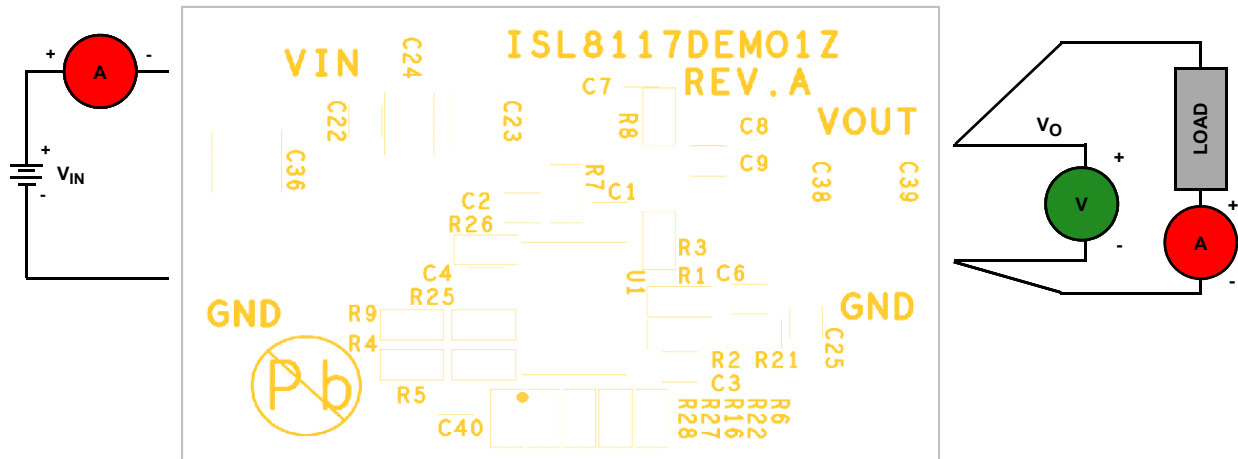 + A -
+
V_IN
-
ISL8117DEMO1Z
REV.A
VIN
C24
C22
C36
C23
C7
R8
C8
C9
VOUT
C38
C39
R7
C1
C2
R26
C4
R25
R3
R1
C6
U1
GND
GND
R9
R4
R5
Pb
C40
R2
R21
C25
C3
R28
R27
R16
R22
R6
V_O
LOAD
+
V
-
+
A
-